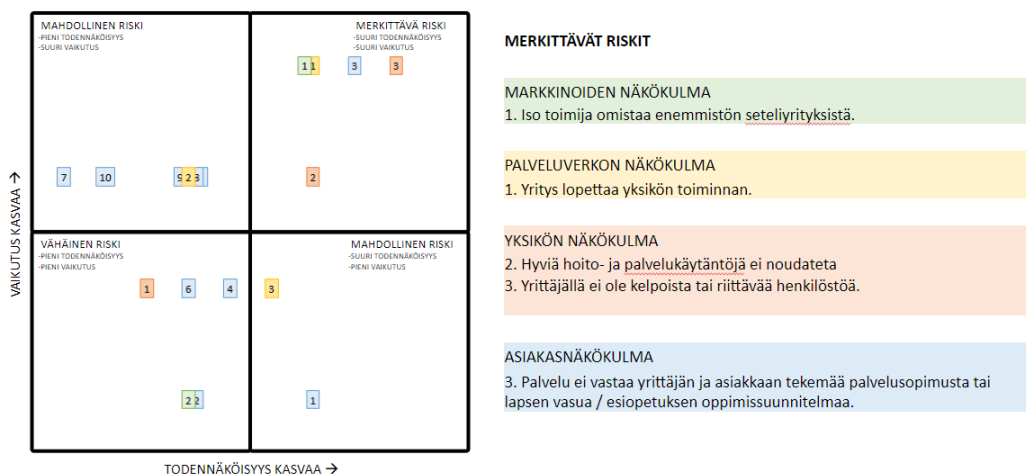 MAHDOLLINEN RISKI
-PIENI TODENNÄKÖISYYS
-SUURI VAIKUTUS
MERKITTÄVÄ RISKI
-SUURI TODENNÄKÖISYYS
-SUURI VAIKUTUS
1 1 3 3
7 10 9 2 3 2
VÄHÄINEN RISKI
-PIENI TODENNÄKÖISYYS
-PIENI VAIKUTUS
MAHDOLLINEN RISKI
-SUURI TODENNÄKÖISYYS
-PIENI VAIKUTUS
1 6 4 3
2 2 1
VAIKUTUS KASVAA →
TODENNÄKÖISYYS KASVAA →
MERKITTÄVÄT RISKIT
MARKKINOIDEN NÄKÖKULMA
1. Iso toimija omistaa enemmistön seteliyrityksistä.
PALVELUVERKON NÄKÖKULMA
1. Yritys lopettaa yksikön toiminnan.
YKSIKÖN NÄKÖKULMA
2. Hyviä hoito- ja palvelukäytäntöjä ei noudateta
3. Yrittäjällä ei ole kelpoista tai riittävää henkilöstöä.
ASIAKASNÄKÖKULMA
3. Palvelu ei vastaa yrittäjän ja asiakkaan tekemää palvelusopimusta tai
lapsen vasua / esiopetuksen oppimissuunnitelmaa.